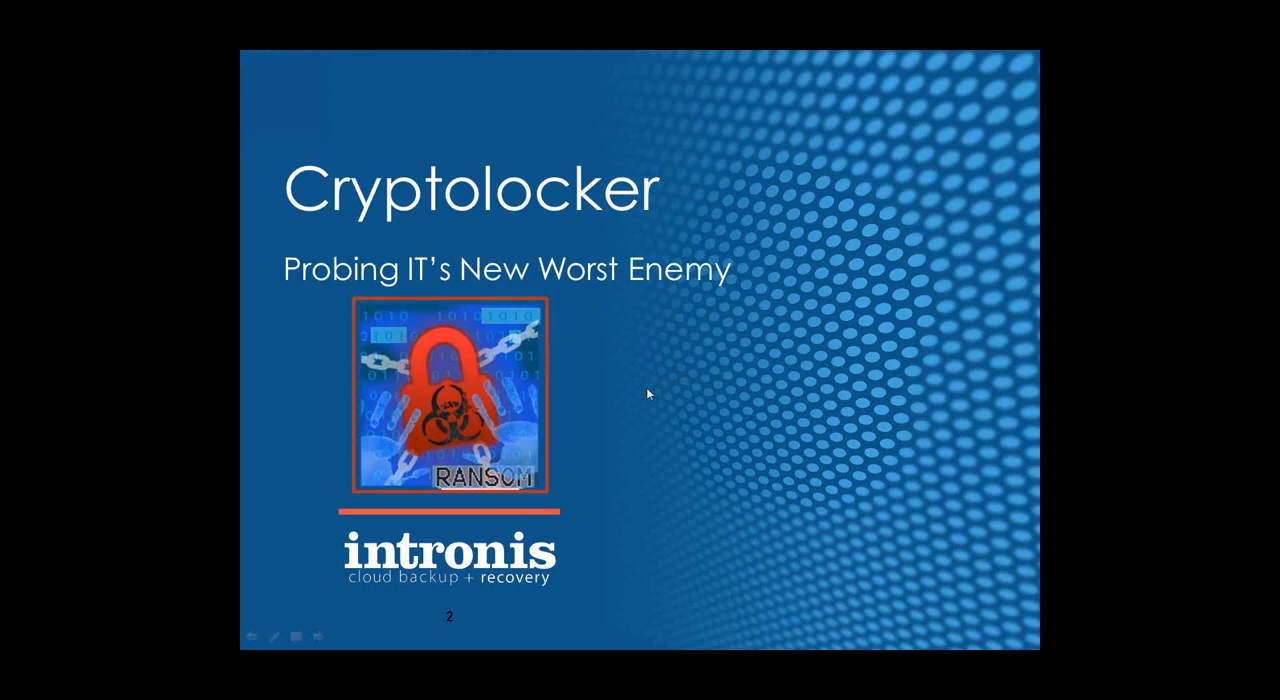 Cryptolocker
Probing IT's New Worst Enemy
RANSOM
intronis
cloud backup + recovery
2